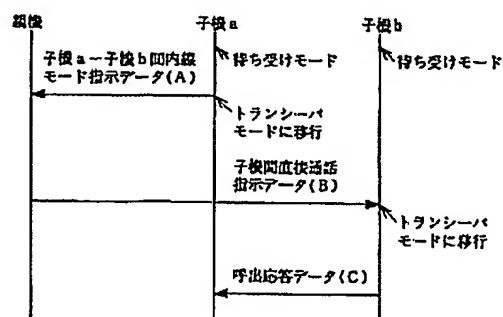 親機
子機a
子機b
待ち受けモード
待ち受けモード
子機a－子機b間内線
モード指示データ(A)
トランシーバ
モードに移行
子機間直接通話
指示データ(B)
トランシーバ
モードに移行
呼出応答データ(C)